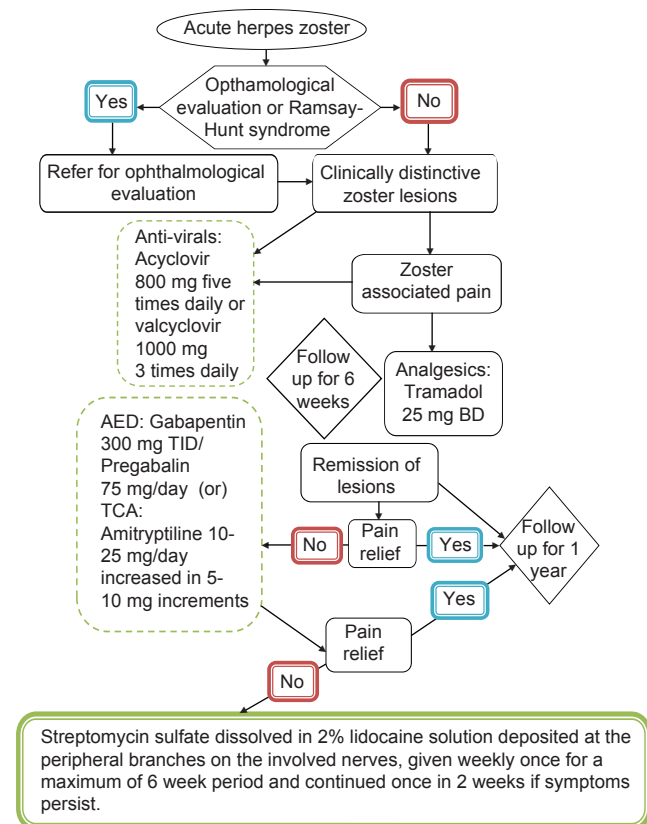 Acute herpes zoster
Opthamological
evaluation or Ramsay-
Hunt syndrome
Yes
No
Refer for ophthalmological
evaluation
Clinically distinctive
zoster lesions
Anti-virals:
Acyclovir
800 mg five
times daily or
valcyclovir
1000 mg
3 times daily
Zoster
associated pain
Follow
up for 6
weeks
Analgesics:
Tramadol
25 mg BD
AED: Gabapentin
300 mg TID/
Pregabalin
75 mg/day (or)
TCA:
Amitryptiline 10-
25 mg/day
increased in 5-
10 mg increments
Remission of
lesions
No
Pain
relief
Yes
Follow
up for 1
year
Yes
Pain
relief
No
Streptomycin sulfate dissolved in 2% lidocaine solution deposited at the
peripheral branches on the involved nerves, given weekly once for a
maximum of 6 week period and continued once in 2 weeks if symptoms
persist.